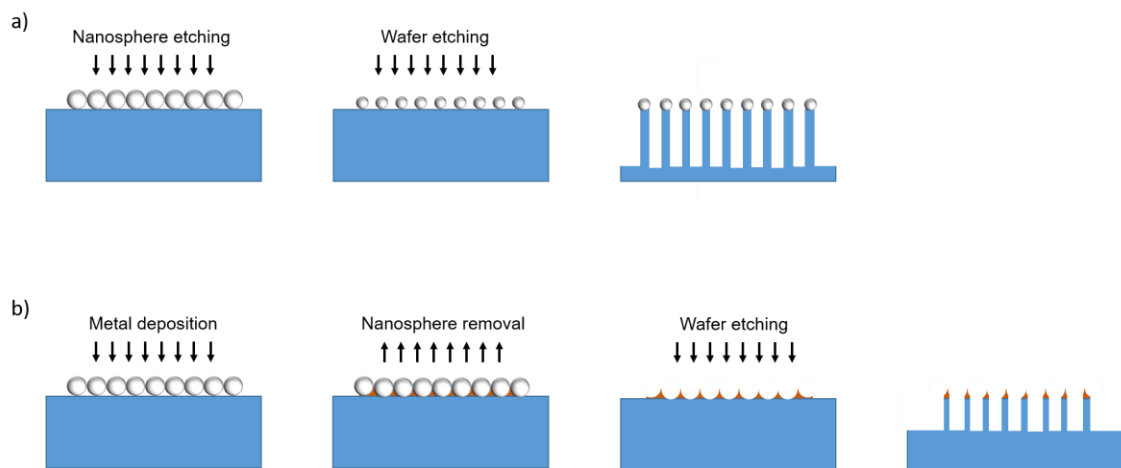 a)
Nanosphere etching
Wafer etching
b)
Metal deposition
Nanosphere removal
Wafer etching